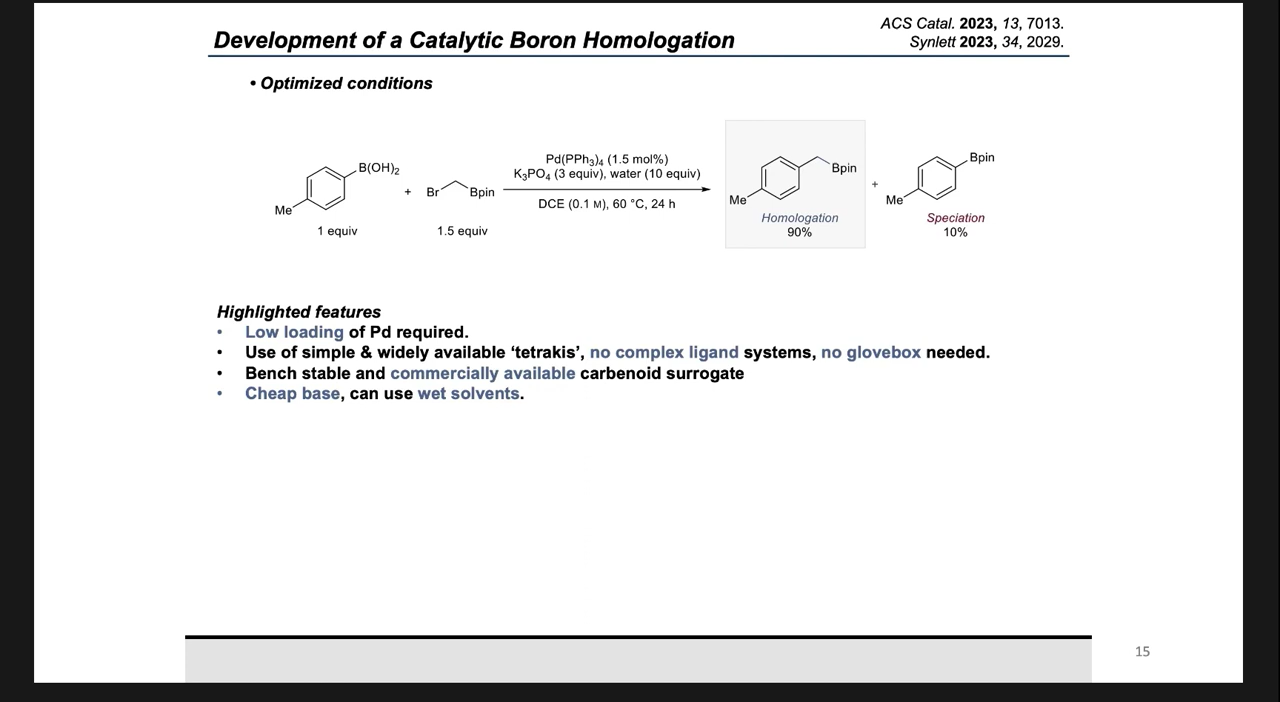 Development of a Catalytic Boron Homologation
ACS Catal. 2023, 13, 7013.
Synlett 2023, 34, 2029.
• Optimized conditions
B(OH)₂
Me
1 equiv
+
Br
Bpin
1.5 equiv
Pd(PPh₃)₄ (1.5 mol%)
K₃PO₄ (3 equiv), water (10 equiv)
DCE (0.1 M), 60 °C, 24 h
Bpin
Me
Homologation
90%
+
Bpin
Me
Speciation
10%
Highlighted features
• Low loading of Pd required.
• Use of simple & widely available ‘tetrakis’, no complex ligand systems, no glovebox needed.
• Bench stable and commercially available carbenoid surrogate
• Cheap base, can use wet solvents.
15